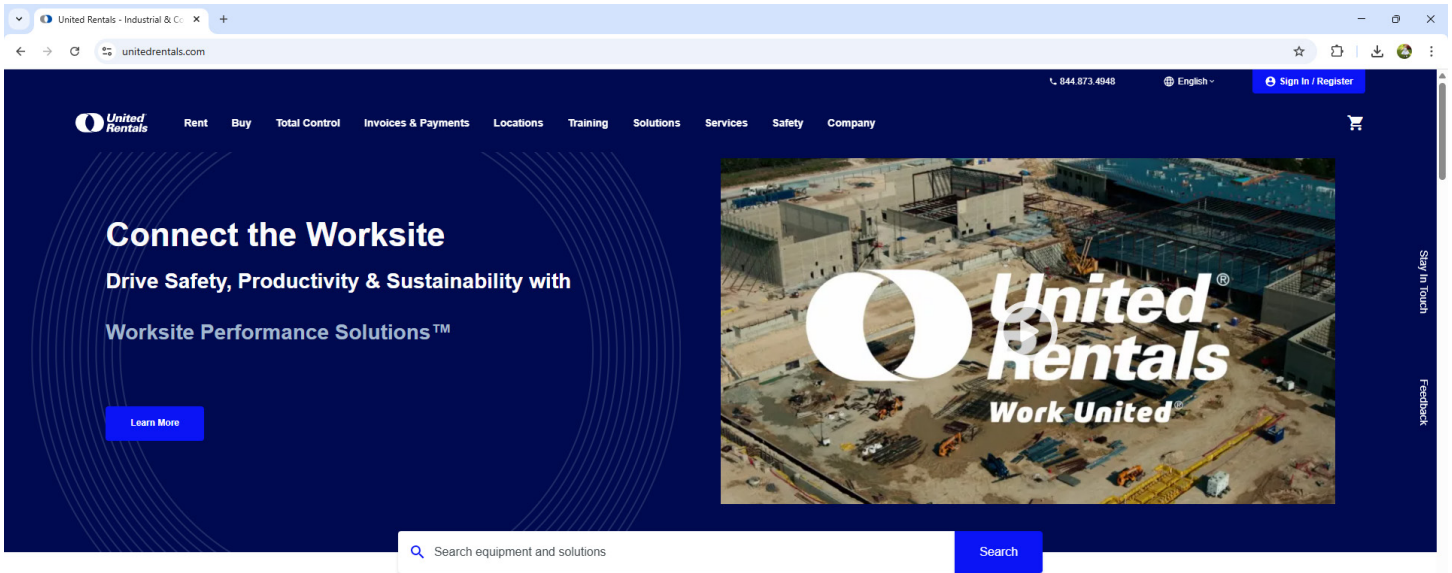 United Rentals - Industrial & Co
unitedrentals.com
844.873.4948 English Sign In / Register
United Rentals Rent Buy Total Control Invoices & Payments Locations Training Solutions Services Safety Company
Connect the Worksite
Drive Safety, Productivity & Sustainability with
Worksite Performance Solutions™
Learn More
United®
Rentals
Work United®
Stay In Touch
Feedback
Search equipment and solutions Search